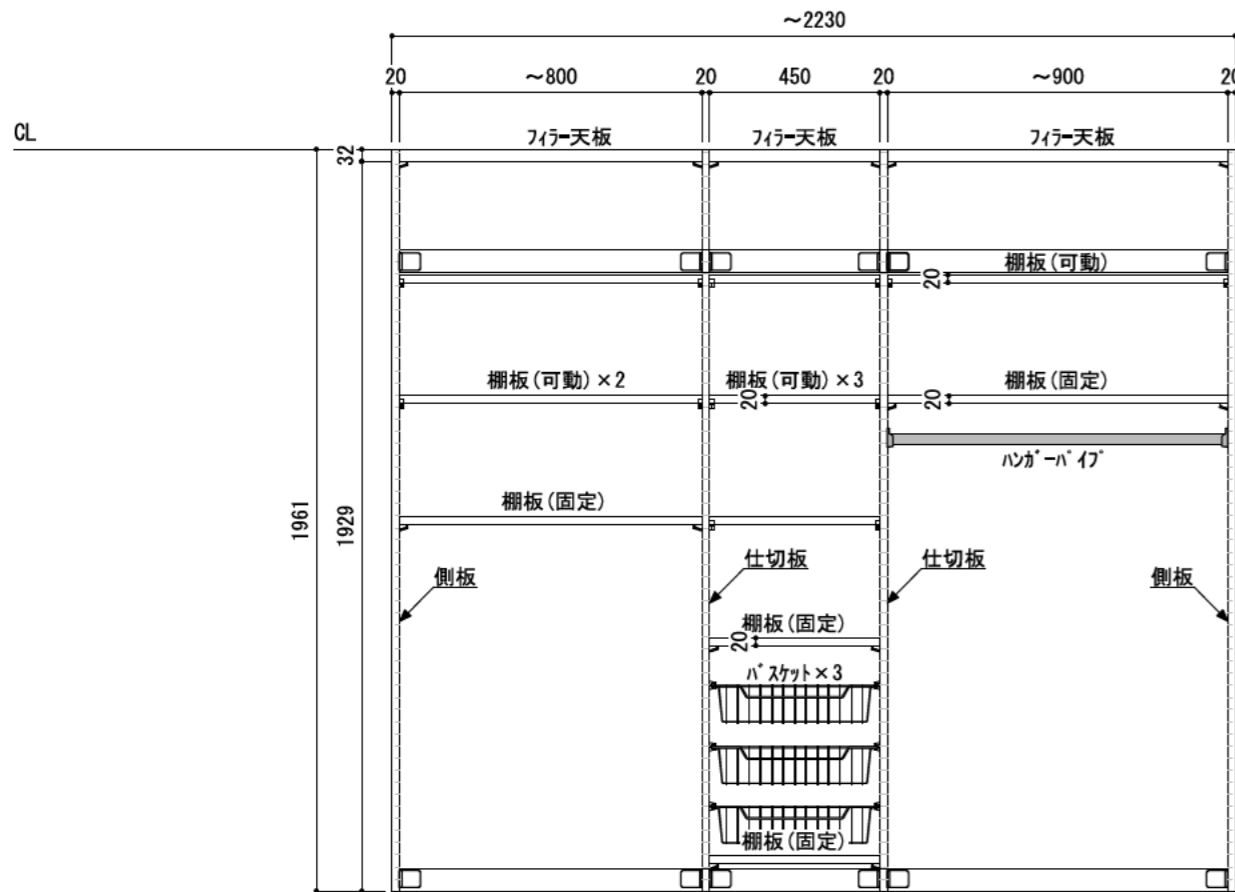 ～2230
20 ～800 20 450 20 ～900 20
CL
フィラー天板 フィラー天板 フィラー天板
32
棚板(可動)
20
棚板(可動)×2 棚板(可動)×3 棚板(固定)
20 20
ハンガーパイプ
棚板(固定)
1961 1929
側板 仕切板 仕切板 側板
棚板(固定)
20
バスケット×3
棚板(固定)